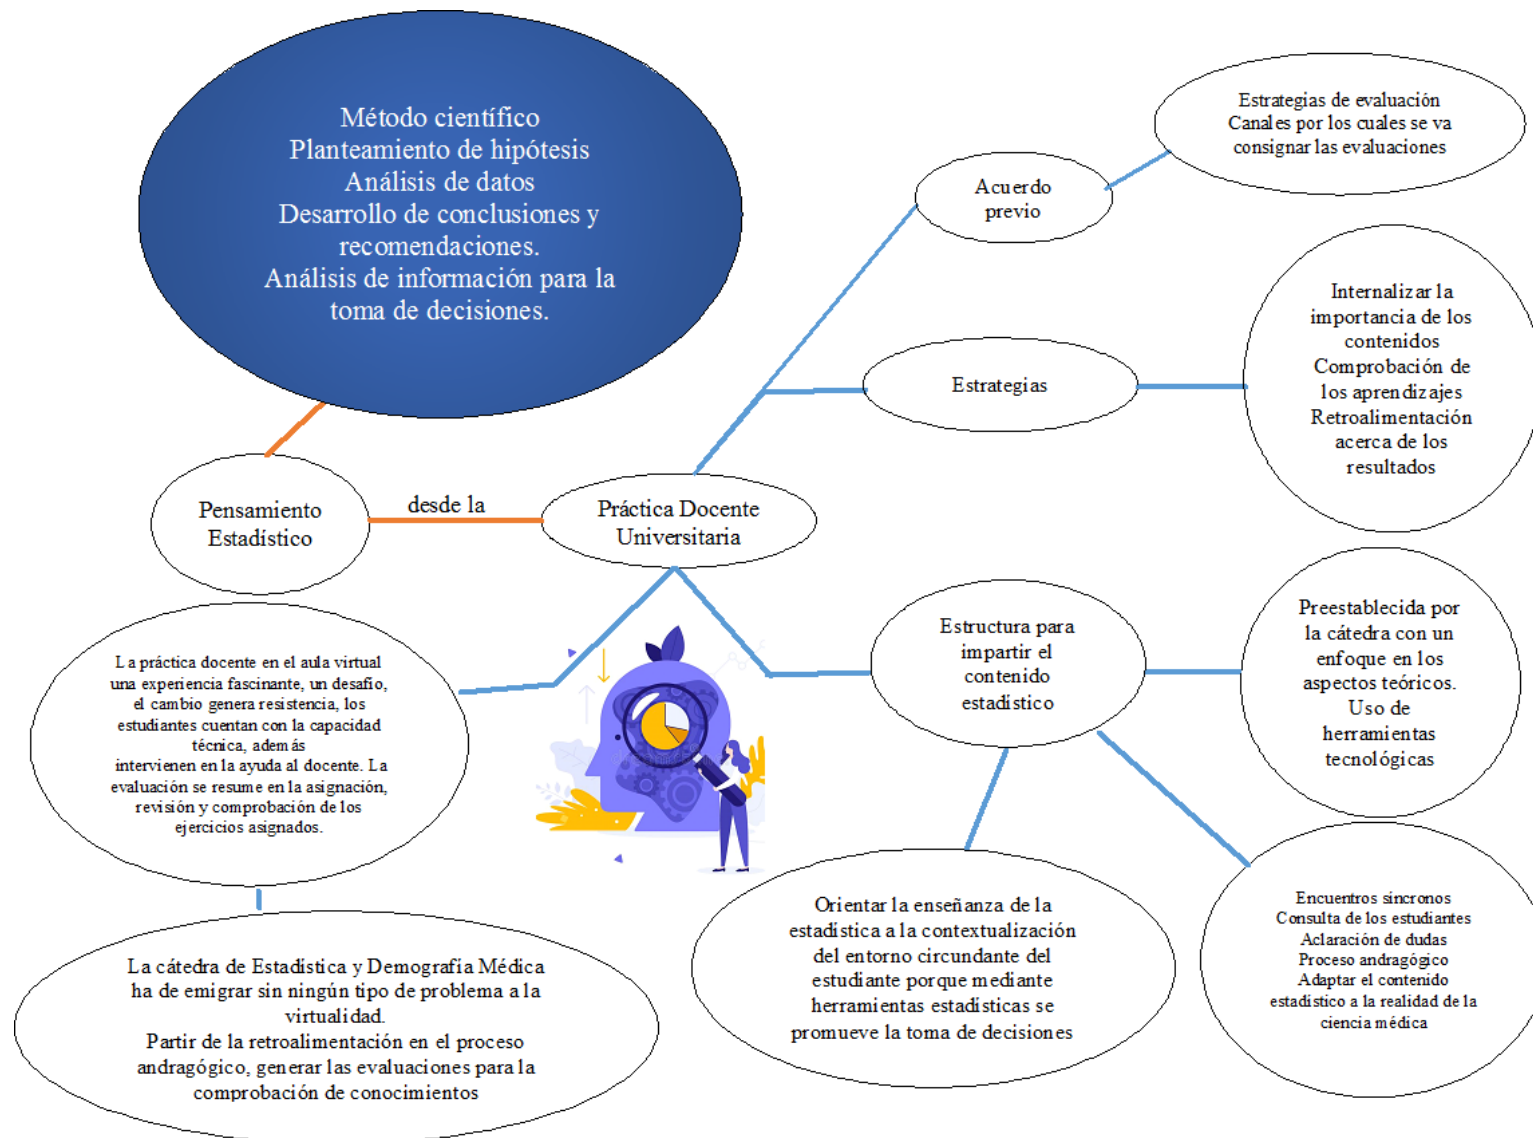 Método científico
Planteamiento de hipótesis
Análisis de datos
Desarrollo de conclusiones y
recomendaciones.
Análisis de información para la
toma de decisiones.
Estrategias de evaluación
Canales por los cuales se va
consignar las evaluaciones
Acuerdo
previo
Internalizar la
importancia de los
contenidos
Comprobación de
los aprendizajes
Retroalimentación
acerca de los
resultados
Estrategias
Pensamiento
Estadístico
desde la
Práctica Docente
Universitaria
Estructura para
impartir el
contenido
estadístico
Preestablecida por
la cátedra con un
enfoque en los
aspectos teóricos.
Uso de
herramientas
tecnológicas
La práctica docente en el aula virtual
una experiencia fascinante, un desafío,
el cambio genera resistencia, los
estudiantes cuentan con la capacidad
técnica, además
intervienen en la ayuda al docente. La
evaluación se resume en la asignación,
revisión y comprobación de los
ejercicios asignados.
Orientar la enseñanza de la
estadística a la contextualización
del entorno circundante del
estudiante porque mediante
herramientas estadísticas se
promueve la toma de decisiones
Encuentros síncronos
Consulta de los estudiantes
Aclaración de dudas
Proceso andragógico
Adaptar el contenido
estadístico a la realidad de la
ciencia médica
La cátedra de Estadística y Demografía Médica
ha de emigrar sin ningún tipo de problema a la
virtualidad.
Partir de la retroalimentación en el proceso
andragógico, generar las evaluaciones para la
comprobación de conocimientos